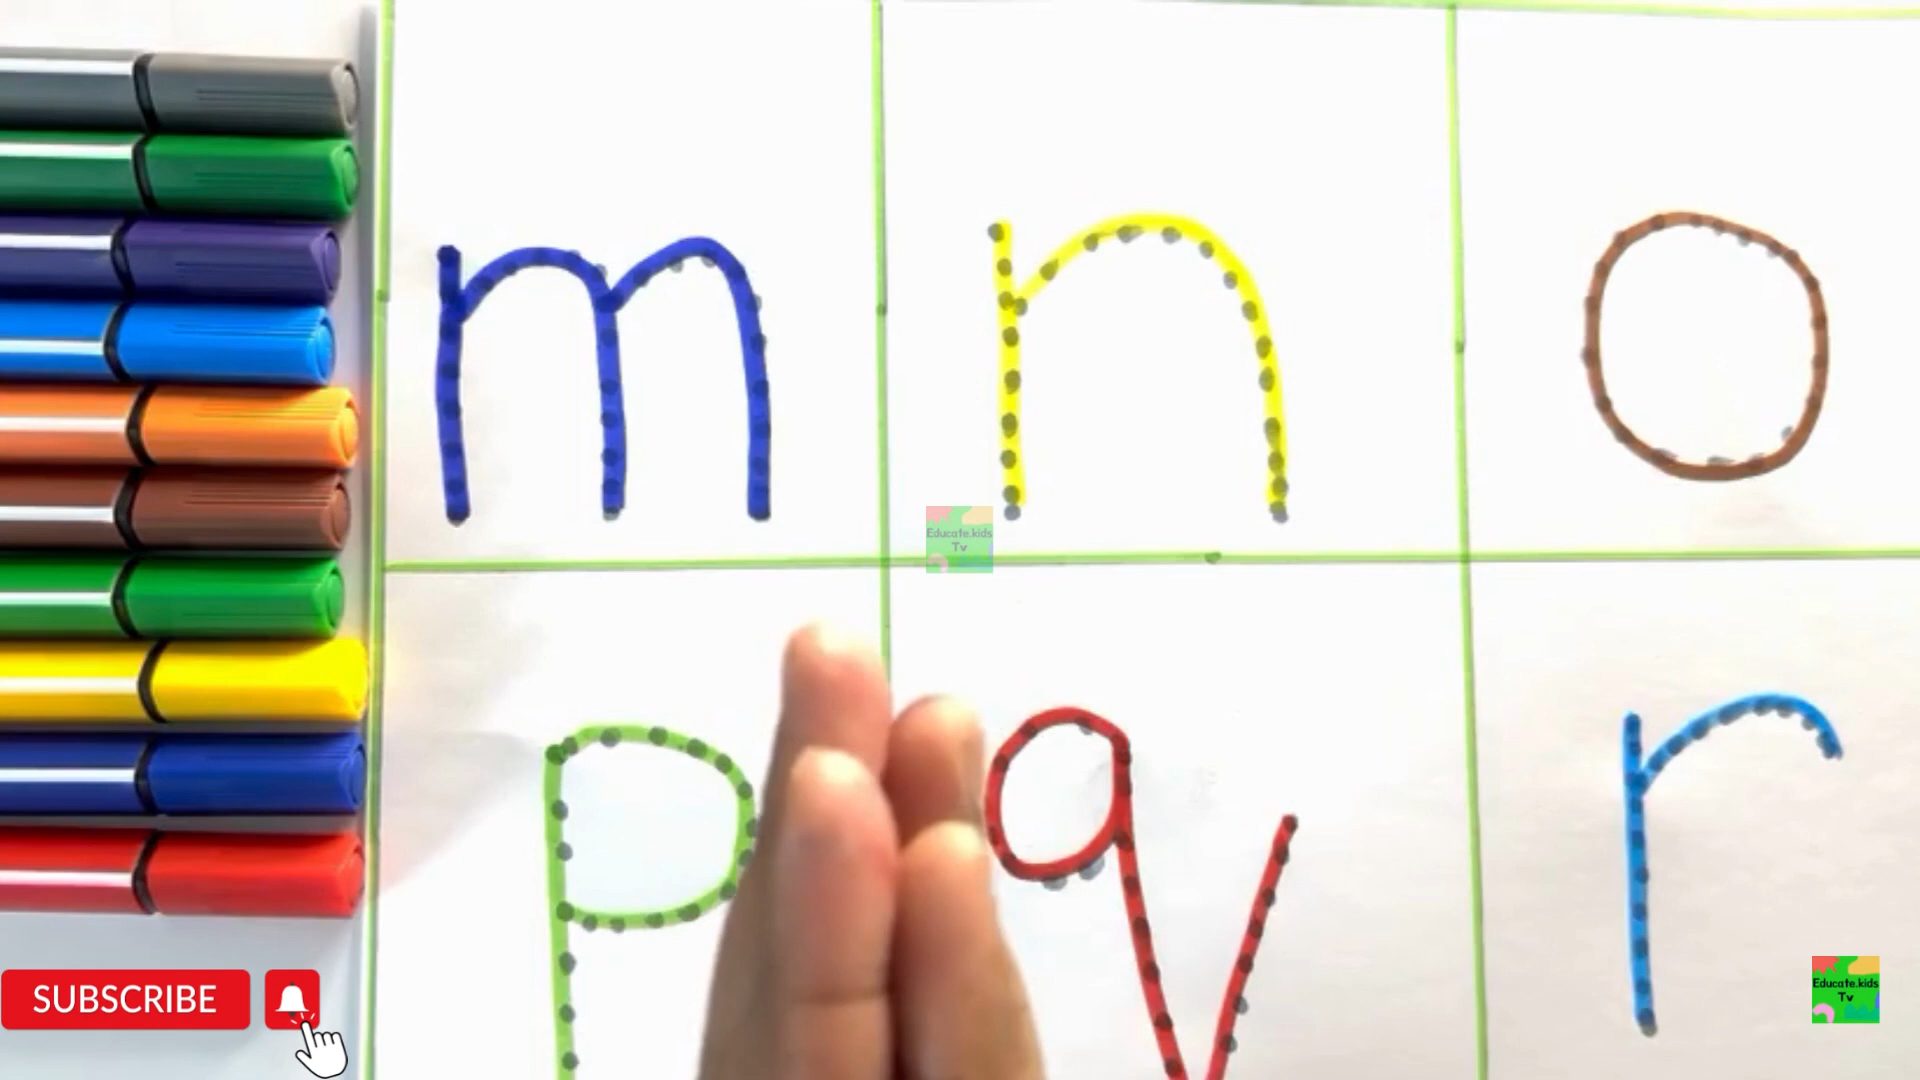 m n o
Educate.kids
Tv
p q r
SUBSCRIBE
Educate.kids
Tv